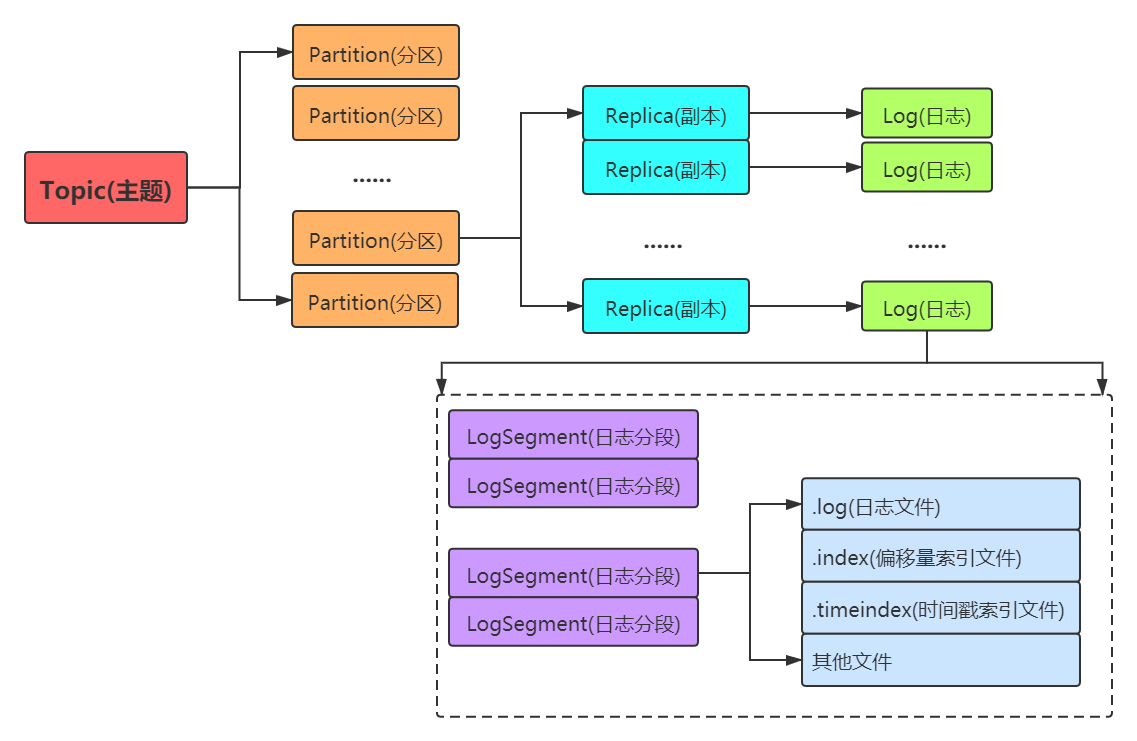 Topic(主题)
Partition(分区)
Partition(分区)
......
Partition(分区)
Partition(分区)
Replica(副本)
Replica(副本)
......
Replica(副本)
Log(日志)
Log(日志)
......
Log(日志)
LogSegment(日志分段)
LogSegment(日志分段)
LogSegment(日志分段)
LogSegment(日志分段)
.log(日志文件)
.index(偏移量索引文件)
.timeindex(时间戳索引文件)
其他文件